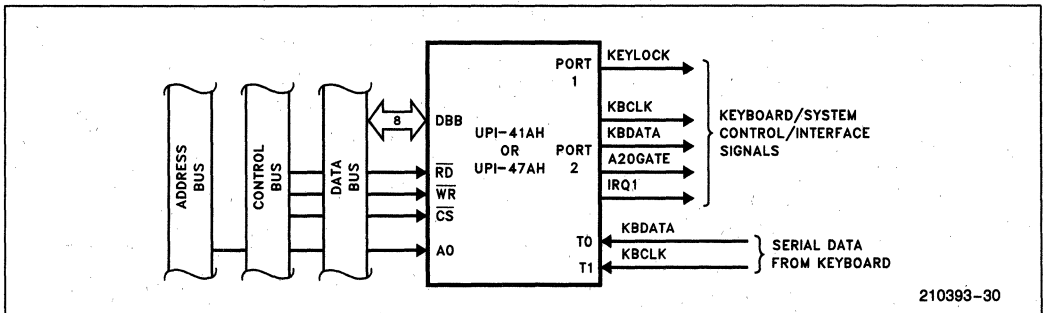 ADDRESS
BUS
CONTROL
BUS
DATA
BUS
8
DBB
RD
WR
CS
A0
UPI-41AH
OR
UPI-47AH
PORT
1
PORT
2
T0
T1
KEYLOCK
KBCLK
KBDATA
A20GATE
IRQ1
KBDATA
KBCLK
KEYBOARD/SYSTEM
CONTROL/INTERFACE
SIGNALS
SERIAL DATA
FROM KEYBOARD
210393-30